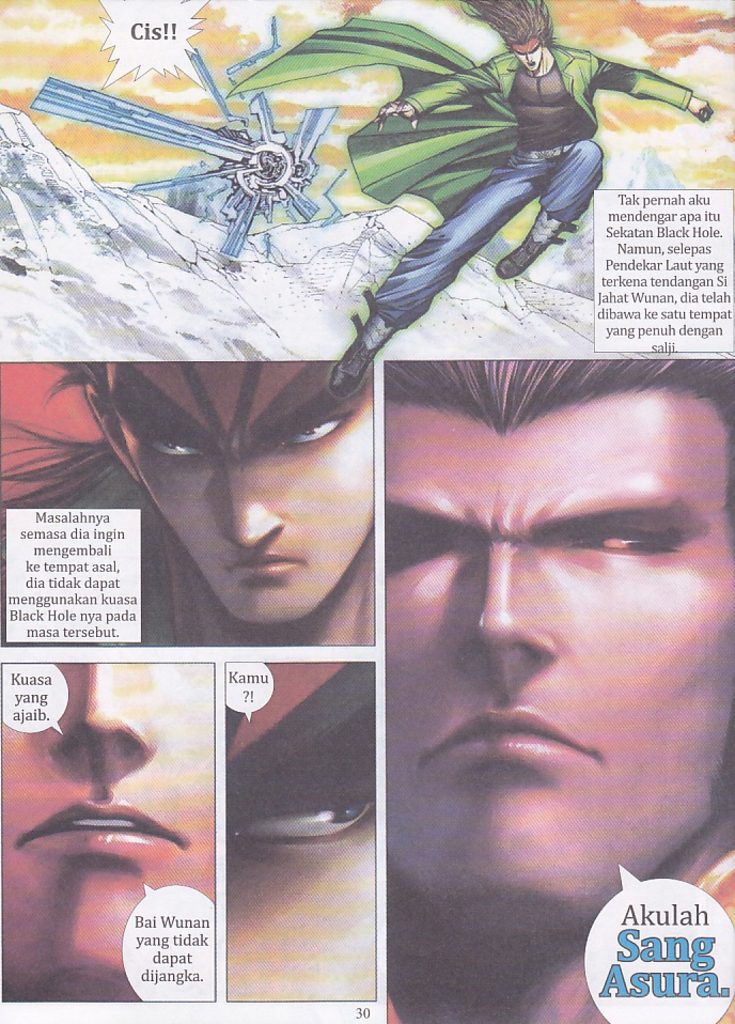 Cis!!
Tak pernah aku
mendengar apa itu
Sekatan Black Hole.
Namun, selepas
Pendekar Laut yang
terkena tendangan Si
Jahat Wunan, dia telah
dibawa ke satu tempat
yang penuh dengan
salji.
Masalahnya
semasa dia ingin
mengembali
ke tempat asal,
dia tidak dapat
menggunakan kuasa
Black Hole nya pada
masa tersebut.
Kuasa
yang
ajaib.
Bai Wunan
yang tidak
dapat
dijangka.
Kamu
?!
Akulah
Sang
Asura.
30